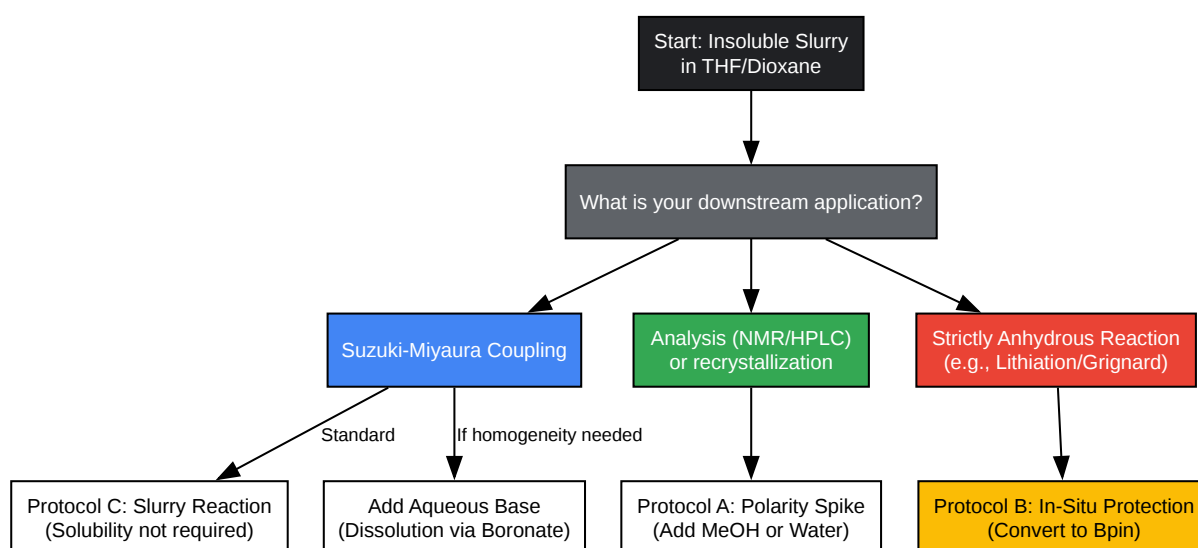 Start: Insoluble Slurry
in THF/Dioxane
What is your downstream application?
Suzuki-Miyaura Coupling
Analysis (NMR/HPLC)
or recrystallization
Strictly Anhydrous Reaction
(e.g., Lithiation/Grignard)
Standard
If homogeneity needed
Protocol C: Slurry Reaction
(Solubility not required)
Add Aqueous Base
(Dissolution via Boronate)
Protocol A: Polarity Spike
(Add MeOH or Water)
Protocol B: In-Situ Protection
(Convert to Bpin)